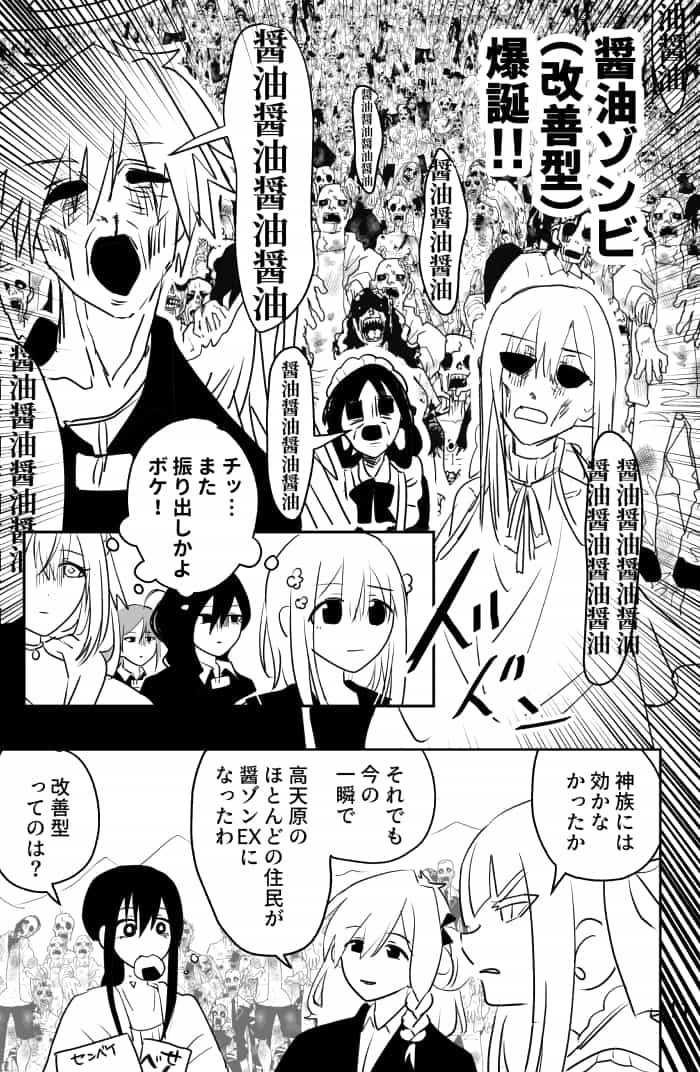 醤油ゾンビ
(改善型)
爆誕!!
油醤油
醤油醤油醤油
醤油醤油醤油
醤油醤油醤油醤油醤油
醤油醤油醤油醤油
醤油醤油醤油醤油
醤油醤油醤油醤油
醤油醤油醤油醤油
ズズ
チッ…
また
振り出しかよ
ボケ!
神族には
効かな
かったか
それでも
今の
一瞬で
高天原の
ほとんどの住民が
醤ゾンEXに
なったわ
改善型
ってのは?
センベイ